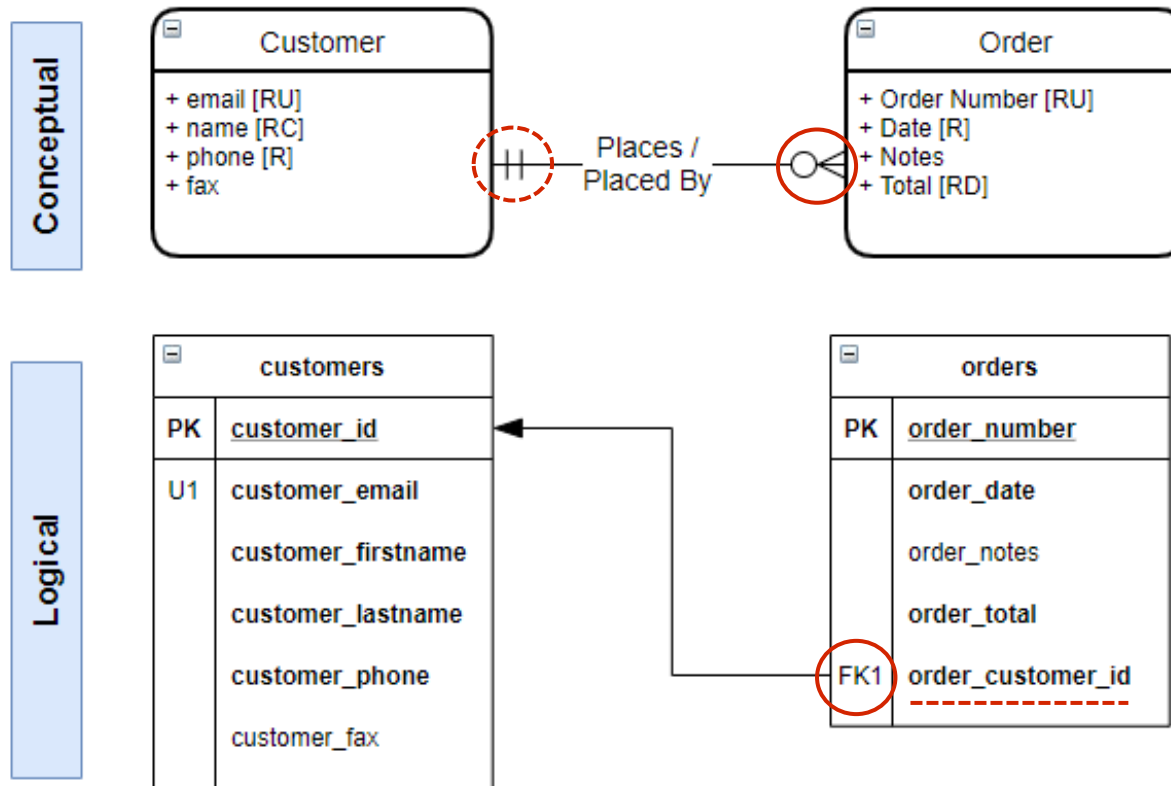 Conceptual
Customer
+ email [RU]
+ name [RC]
+ phone [R]
+ fax
Places /
Placed By
Order
+ Order Number [RU]
+ Date [R]
+ Notes
+ Total [RD]
Logical
customers
PK customer_id
U1 customer_email
customer_firstname
customer_lastname
customer_phone
customer_fax
orders
PK order_number
order_date
order_notes
order_total
FK1 order_customer_id